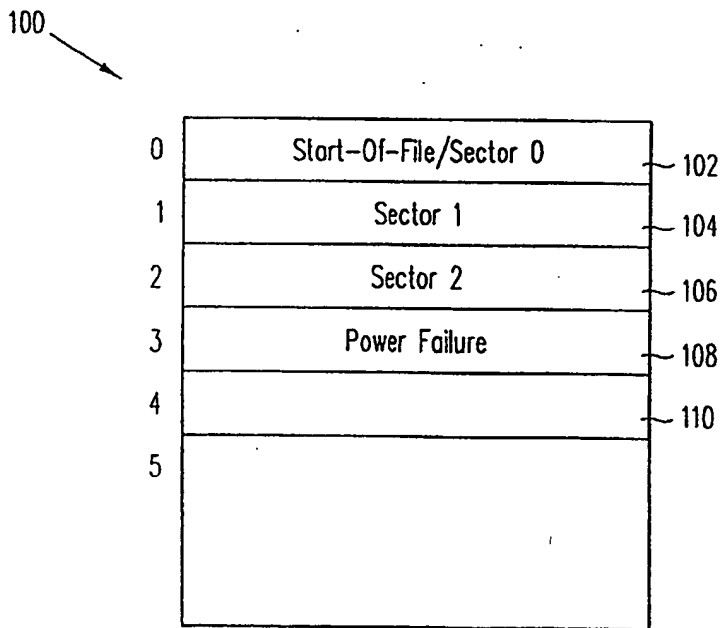 100
0 Start-Of-File/Sector 0 102
1 Sector 1 104
2 Sector 2 106
3 Power Failure 108
4 110
5